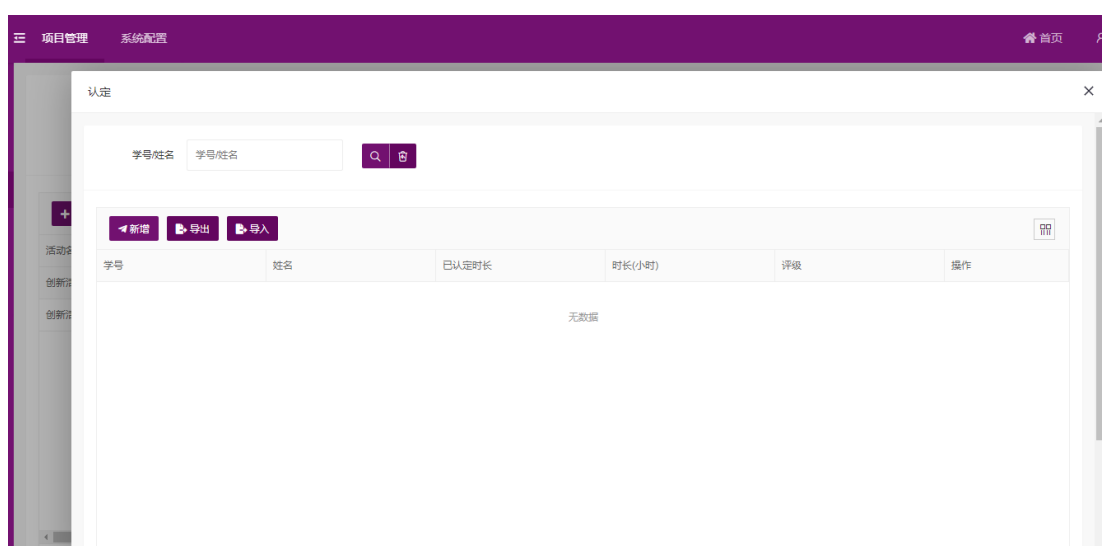 项目管理 系统配置 首页
认定
学号/姓名 学号/姓名
新增 导出 导入
活动名
学号 姓名 已认定时长 时长(小时) 评级 操作
创新活
创新活
无数据